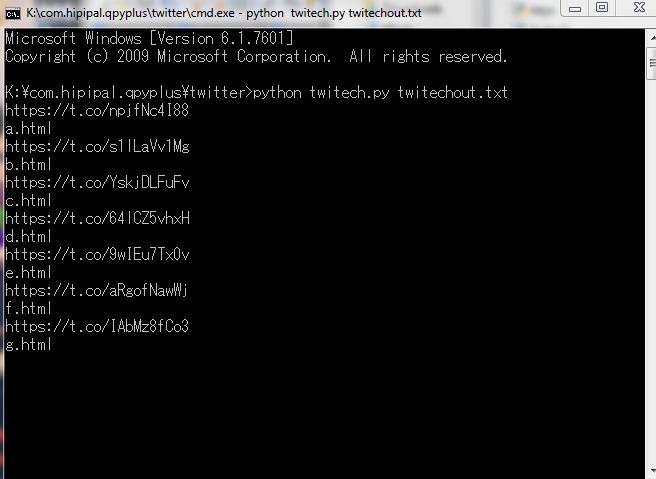 K:\com.hipipal.qpyplus\twitter\cmd.exe - python  twitech.py twitechout.txt
Microsoft Windows [Version 6.1.7601]
Copyright (c) 2009 Microsoft Corporation.  All rights reserved.
K:¥com.hipipal.qpyplus¥twitter>python twitech.py twitechout.txt
https://t.co/npjfNc4I88
a.html
https://t.co/s1lLaVv1Mg
b.html
https://t.co/YskjDLFuFv
c.html
https://t.co/64lCZ5vhxH
d.html
https://t.co/9wIEu7Tx0v
e.html
https://t.co/aRgofNawWj
f.html
https://t.co/IAbMz8fCo3
g.html